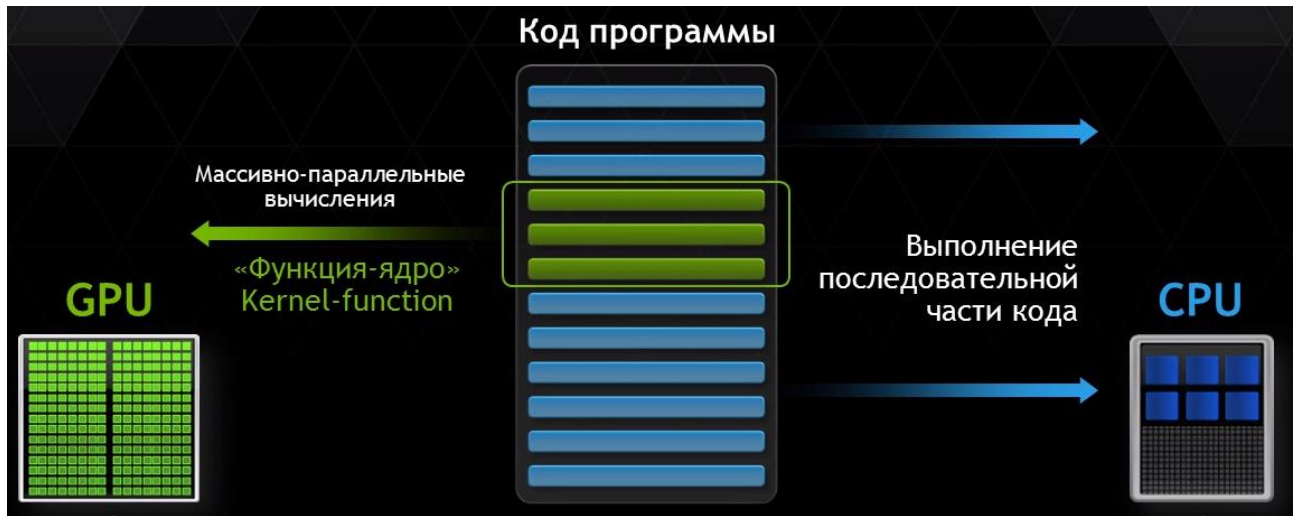 Код программы
Массивно-параллельные
вычисления
«Функция-ядро»
Kernel-function
GPU
Выполнение
последовательной
части кода
CPU